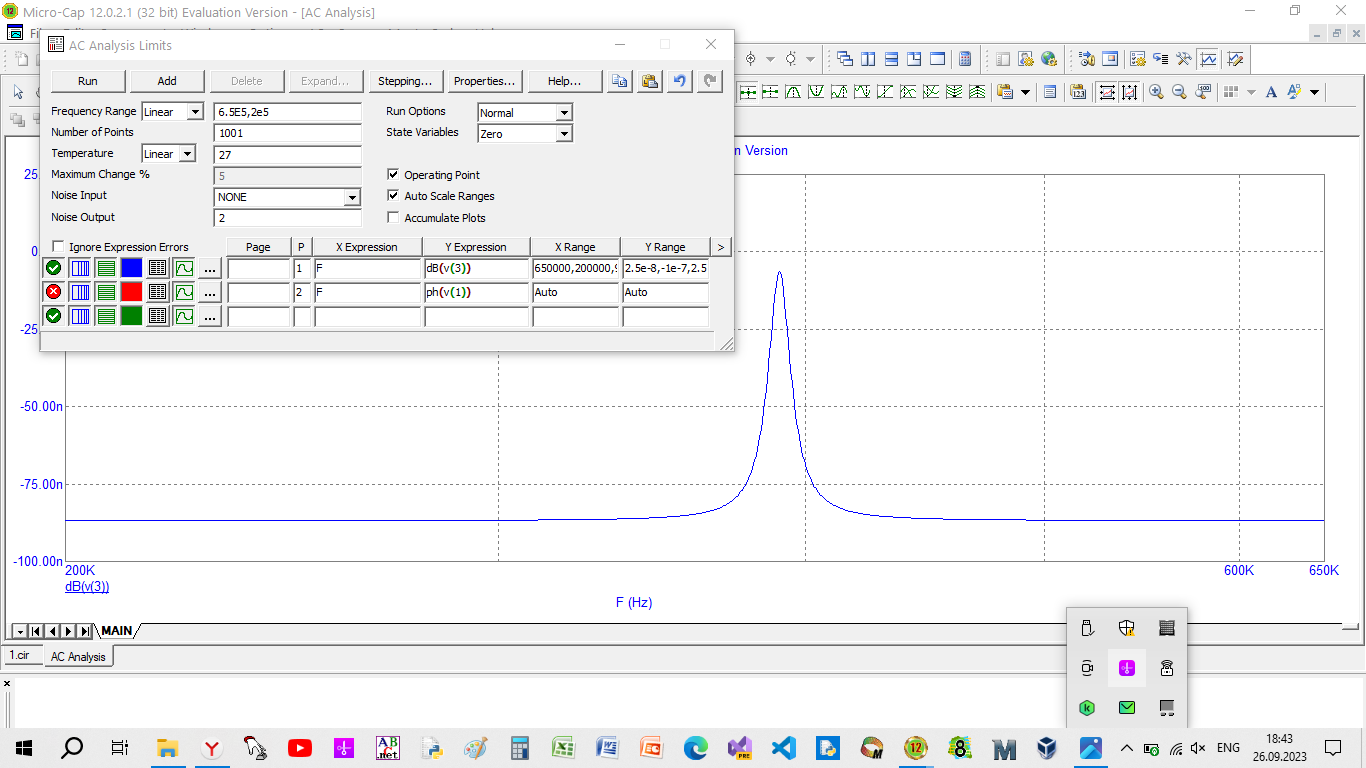 Micro-Cap 12.0.2.1 (32 bit) Evaluation Version - [AC Analysis]
AC Analysis Limits
Run Add Delete Expand... Stepping... Properties... Help...
Frequency Range Linear 6.5E5,2e5 Run Options Normal
Number of Points 1001 State Variables Zero
Temperature Linear 27
Maximum Change % 5 Operating Point
Noise Input NONE Auto Scale Ranges
Noise Output 2 Accumulate Plots
Ignore Expression Errors Page P X Expression Y Expression X Range Y Range >
1 F dB(v(3)) 650000,200000,9 2.5e-8,-1e-7,2.5
2 F ph(v(1)) Auto Auto
n Version
25
0
-25
-50.00n
-75.00n
-100.00n
200K 600K 650K
dB(v(3))
F (Hz)
MAIN
1.cir AC Analysis
ENG
18:43
26.09.2023